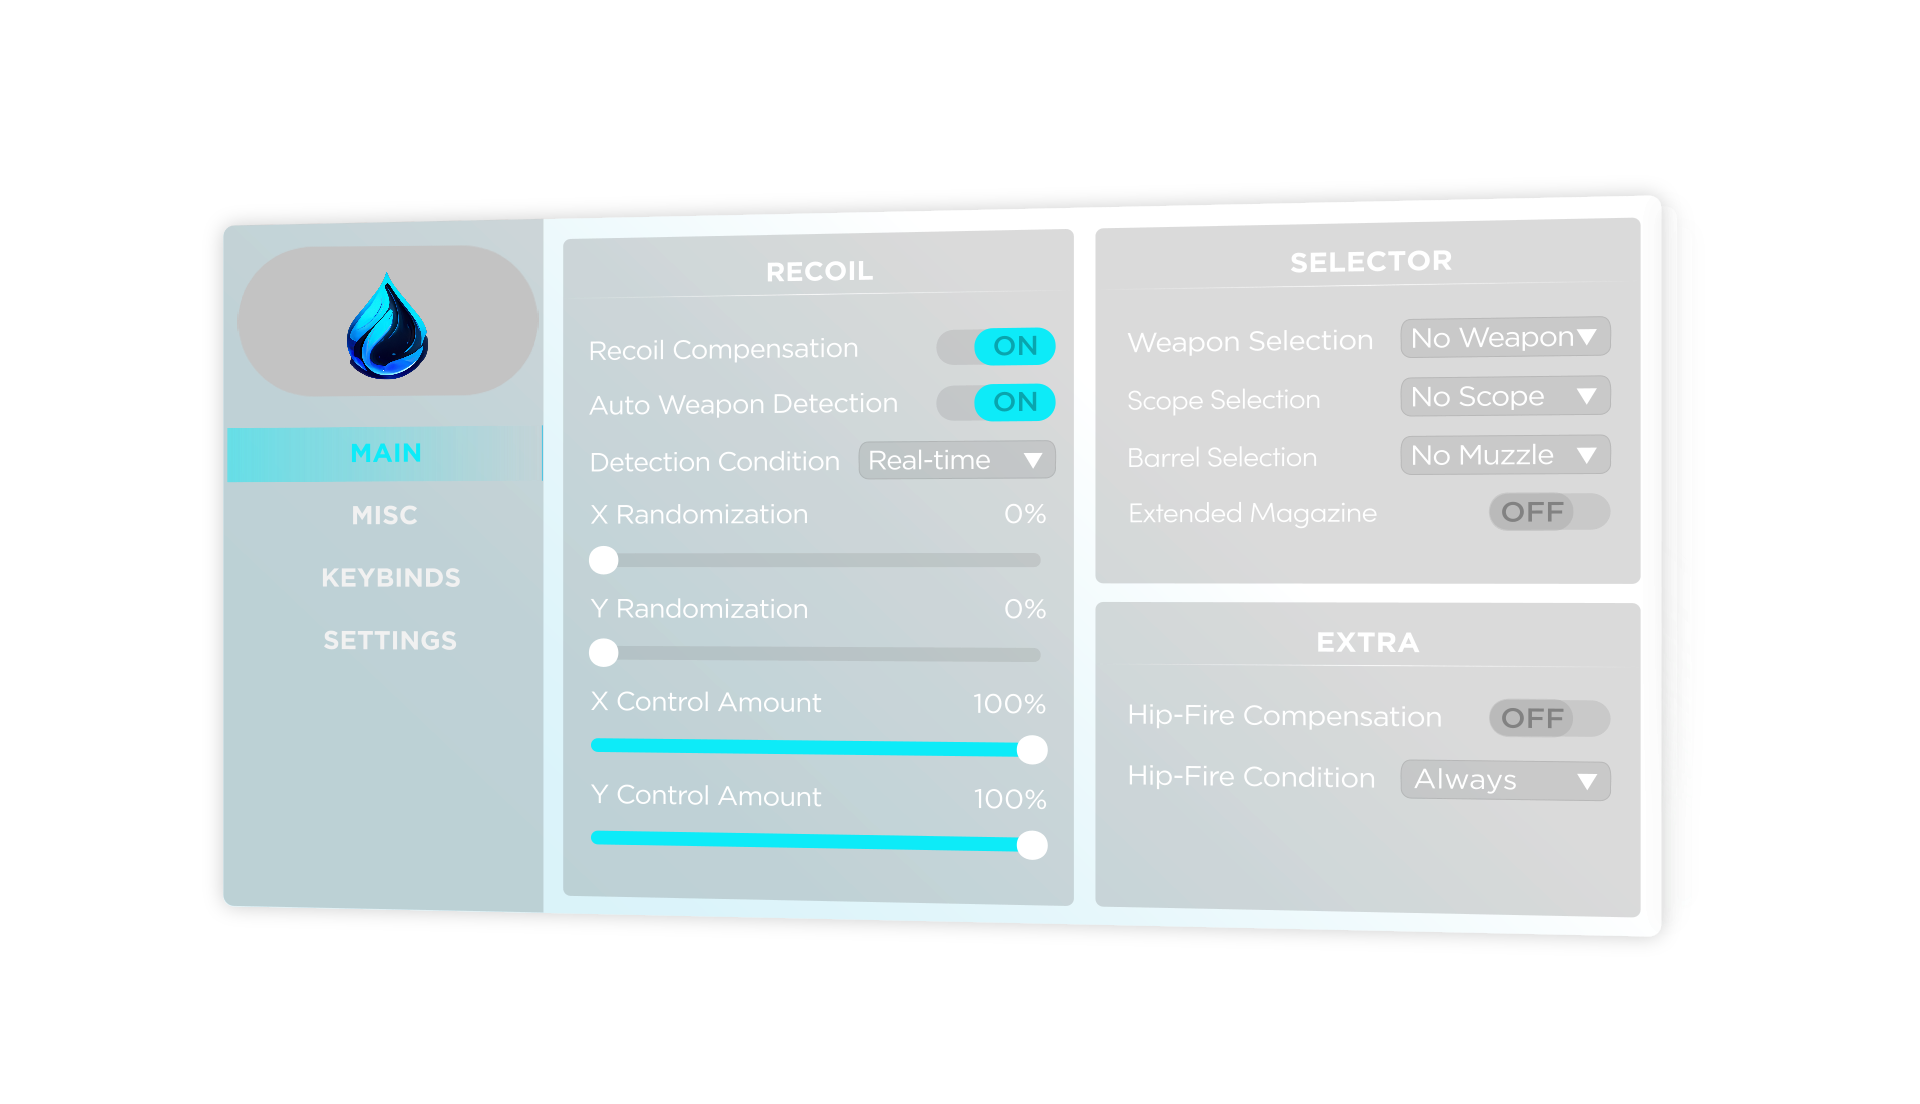 MAIN
MISC
KEYBINDS
SETTINGS
RECOIL
Recoil Compensation ON
Auto Weapon Detection ON
Detection Condition Real-time
X Randomization 0%
Y Randomization 0%
X Control Amount 100%
Y Control Amount 100%
SELECTOR
Weapon Selection No Weapon
Scope Selection No Scope
Barrel Selection No Muzzle
Extended Magazine OFF
EXTRA
Hip-Fire Compensation OFF
Hip-Fire Condition Always